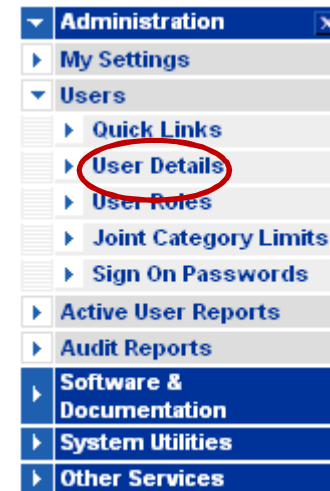 Administration
My Settings
Users
Quick Links
User Details
User Roles
Joint Category Limits
Sign On Passwords
Active User Reports
Audit Reports
Software &
Documentation
System Utilities
Other Services